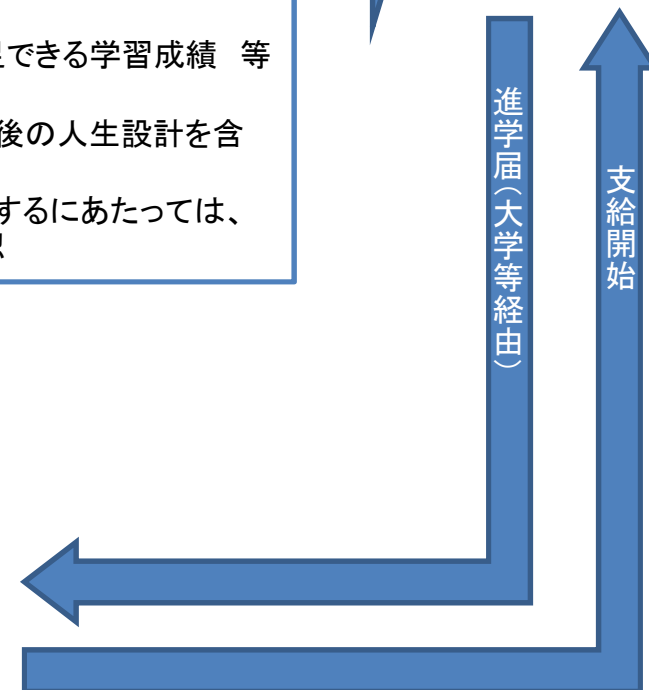 足できる学習成績　等
後の人生設計を含
するにあたっては、
進学届（大学等経由）
支給開始